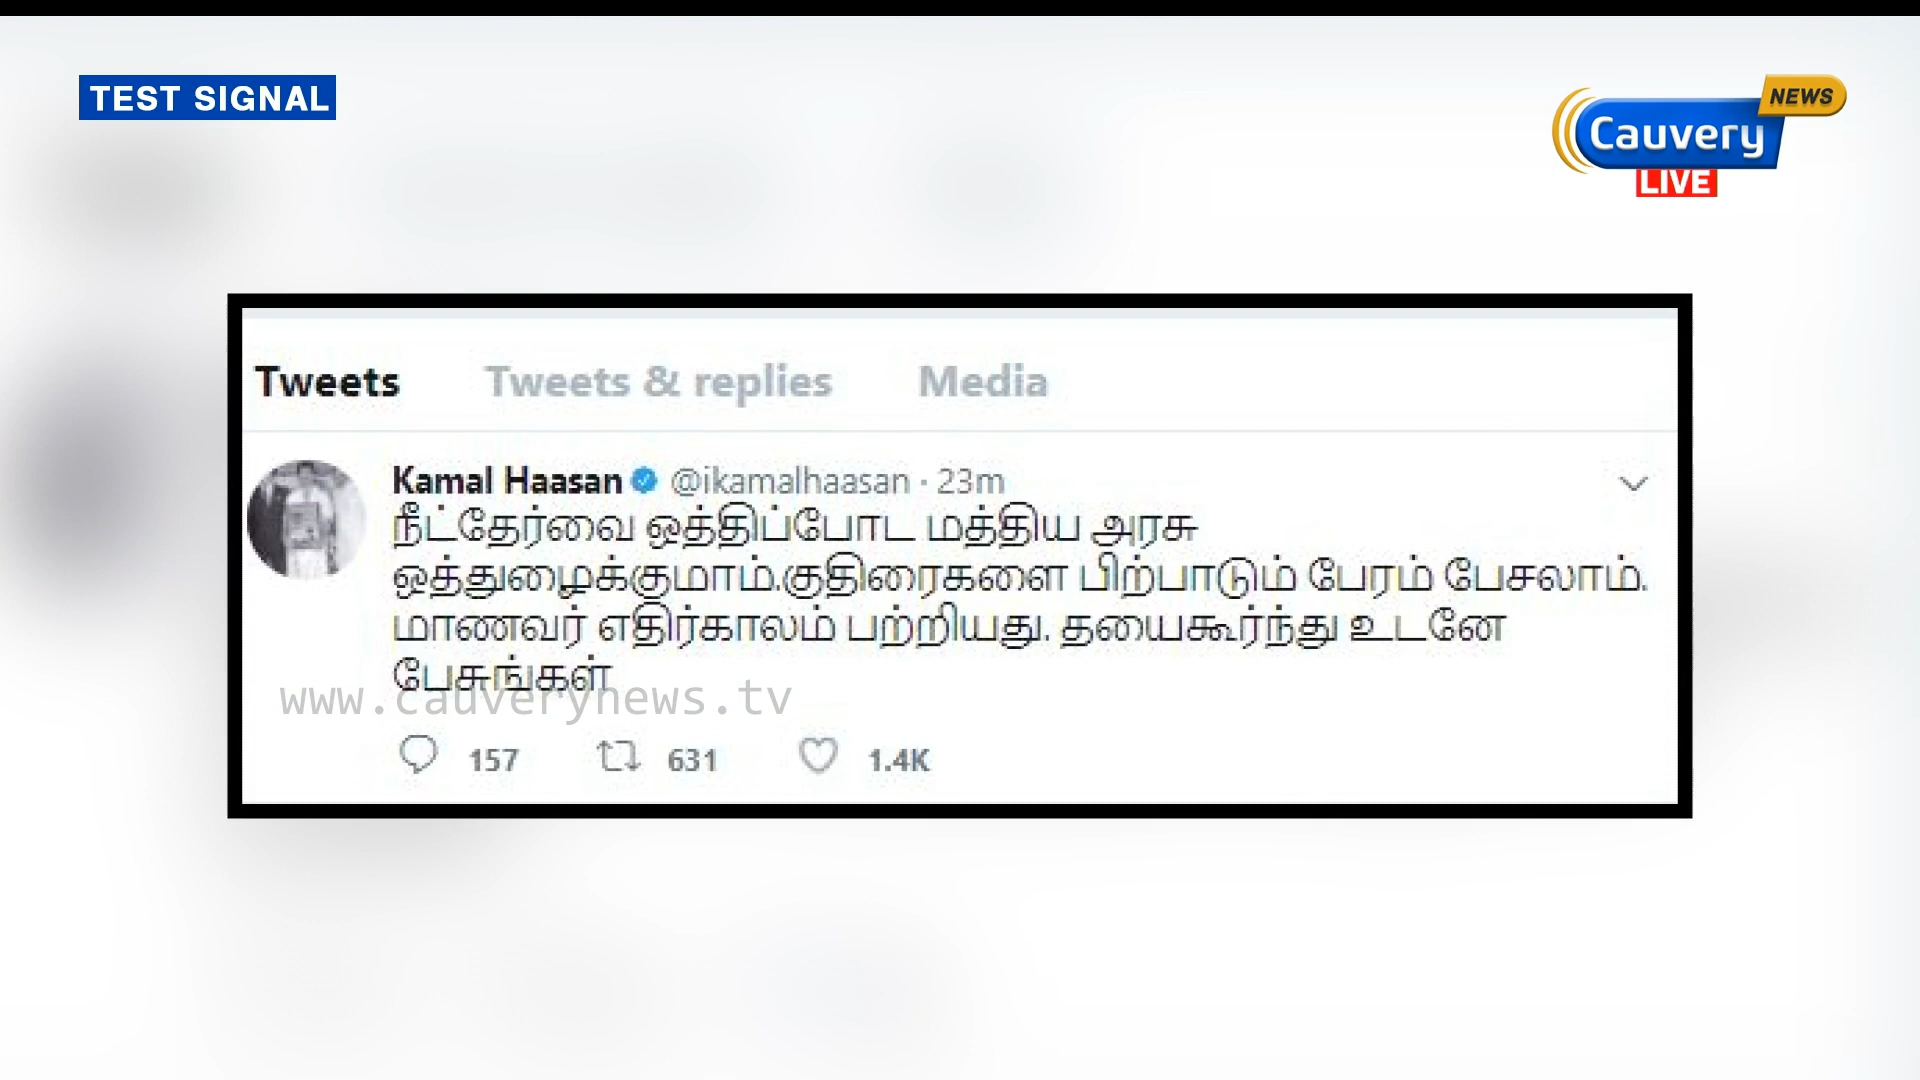 TEST SIGNAL
NEWS
Cauvery
LIVE
Tweets Tweets & replies Media
Kamal Haasan @ikamalhaasan · 23m
நீட்தேர்வை ஒத்திப்போட மத்திய அரசு
ஒத்துழைக்குமாம்.குதிரைகளை பிற்பாடும் பேரம் பேசலாம்.
மாணவர் எதிர்காலம் பற்றியது. தயைகூர்ந்து உடனே
பேசுங்கள்
www.cauverynews.tv
157 631 1.4K